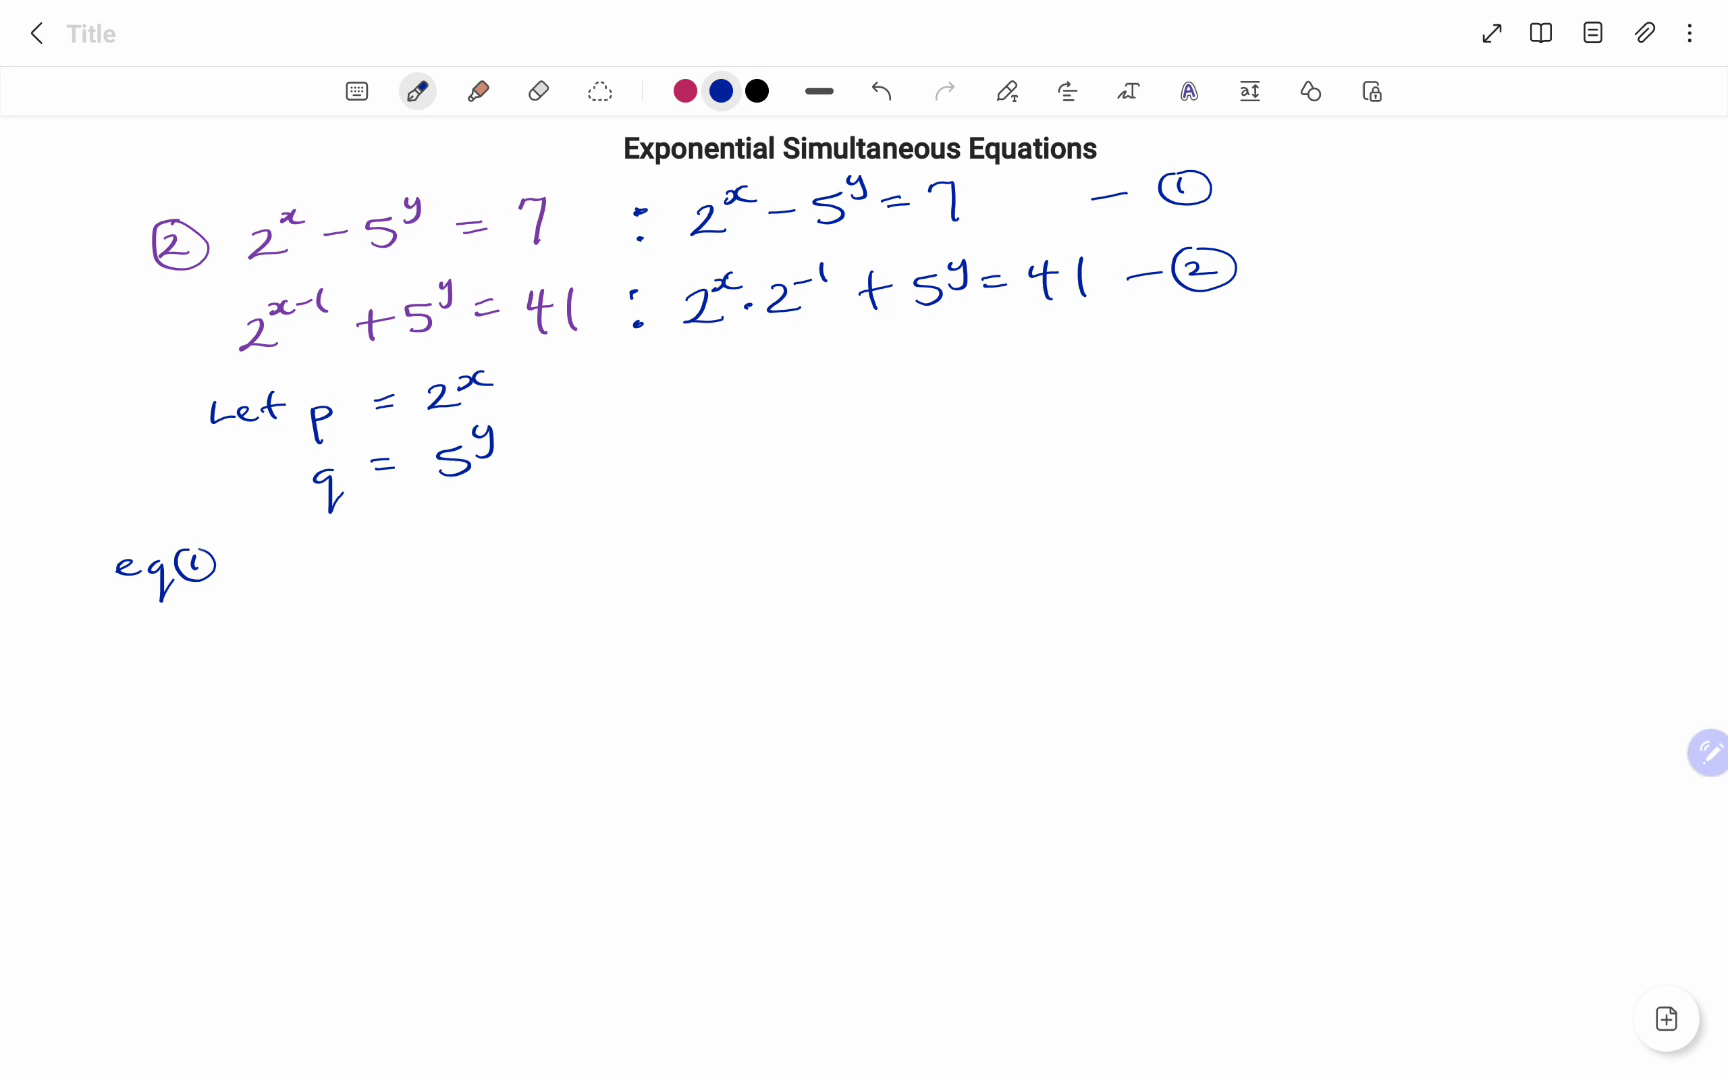 Title
Exponential Simultaneous Equations
② 2^x - 5^y = 7 : 2^x - 5^y = 7 - ①
2^{x-1} + 5^y = 41 : 2^x · 2^{-1} + 5^y = 41 - ②
Let p = 2^x
q = 5^y
eq①